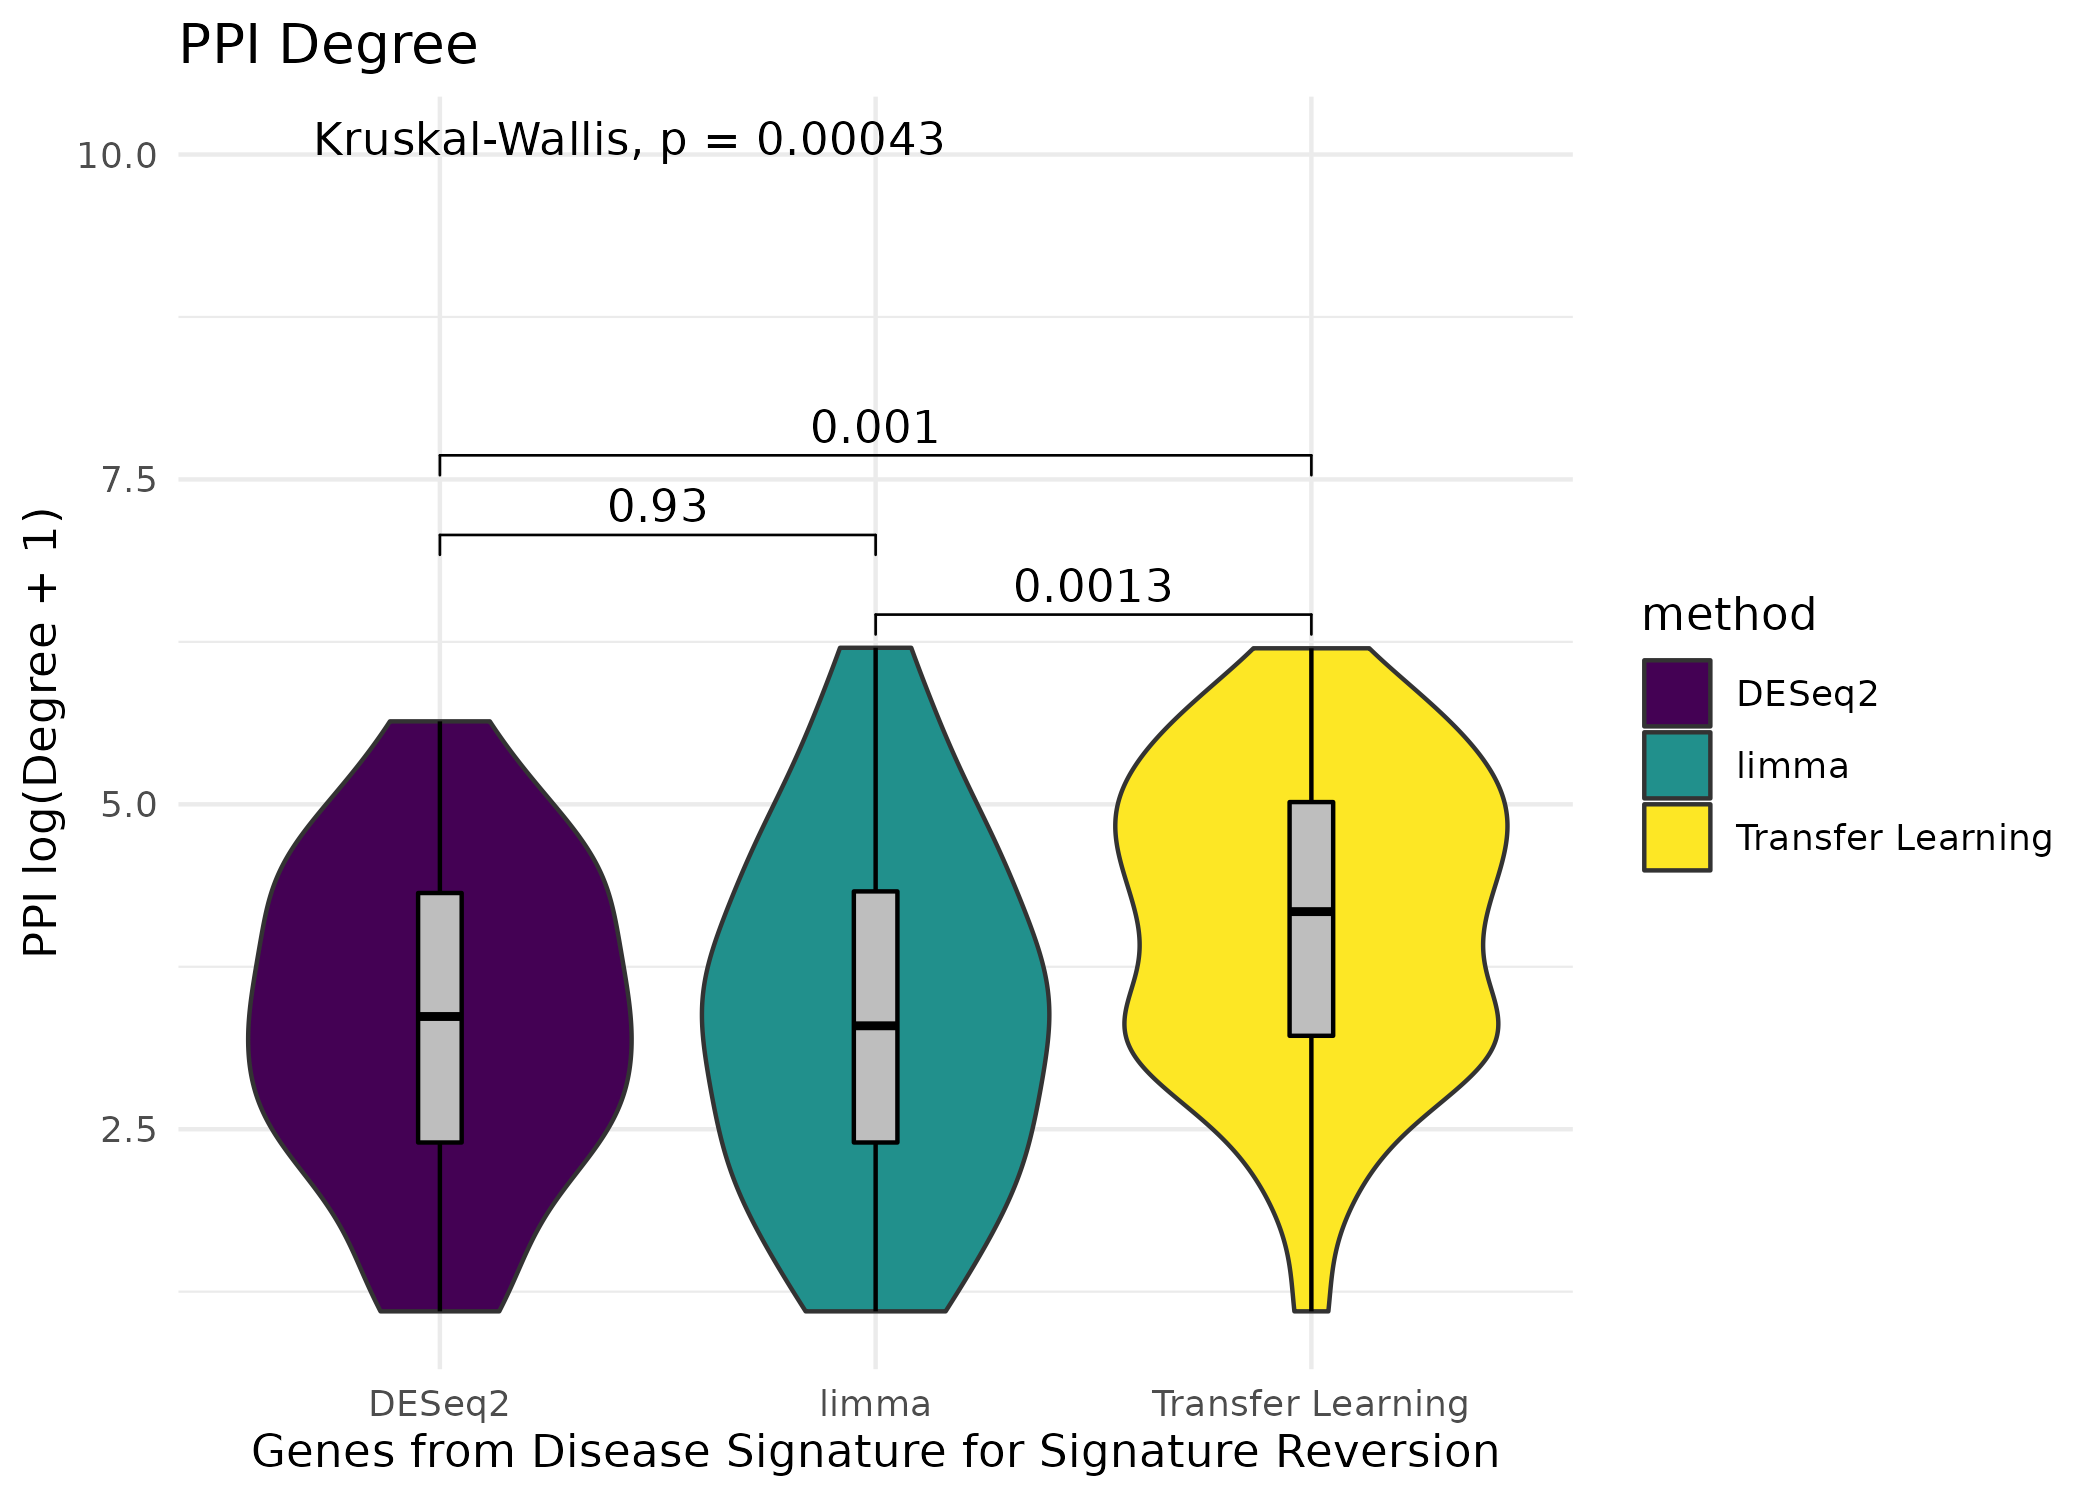 PPI Degree
Kruskal-Wallis, p = 0.00043
10.0
7.5
5.0
2.5
PPI log(Degree + 1)
0.001
0.93
0.0013
DESeq2
limma
Transfer Learning
Genes from Disease Signature for Signature Reversion
method
DESeq2
limma
Transfer Learning